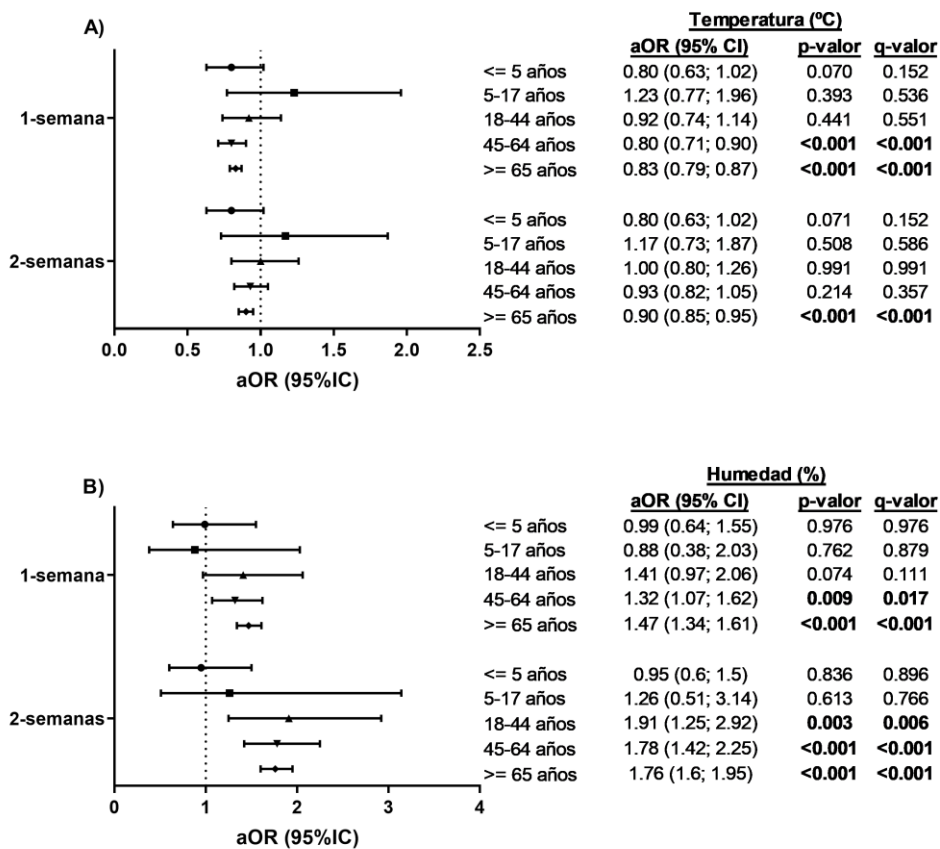 A)
Temperatura (ºC)
aOR (95% CI) p-valor q-valor
1-semana
<= 5 años 0.80 (0.63; 1.02) 0.070 0.152
5-17 años 1.23 (0.77; 1.96) 0.393 0.536
18-44 años 0.92 (0.74; 1.14) 0.441 0.551
45-64 años 0.80 (0.71; 0.90) <0.001 <0.001
>= 65 años 0.83 (0.79; 0.87) <0.001 <0.001
2-semanas
<= 5 años 0.80 (0.63; 1.02) 0.071 0.152
5-17 años 1.17 (0.73; 1.87) 0.508 0.586
18-44 años 1.00 (0.80; 1.26) 0.991 0.991
45-64 años 0.93 (0.82; 1.05) 0.214 0.357
>= 65 años 0.90 (0.85; 0.95) <0.001 <0.001
0.0 0.5 1.0 1.5 2.0 2.5
aOR (95%IC)
B)
Humedad (%)
aOR (95% CI) p-valor q-valor
1-semana
<= 5 años 0.99 (0.64; 1.55) 0.976 0.976
5-17 años 0.88 (0.38; 2.03) 0.762 0.879
18-44 años 1.41 (0.97; 2.06) 0.074 0.111
45-64 años 1.32 (1.07; 1.62) 0.009 0.017
>= 65 años 1.47 (1.34; 1.61) <0.001 <0.001
2-semanas
<= 5 años 0.95 (0.6; 1.5) 0.836 0.896
5-17 años 1.26 (0.51; 3.14) 0.613 0.766
18-44 años 1.91 (1.25; 2.92) 0.003 0.006
45-64 años 1.78 (1.42; 2.25) <0.001 <0.001
>= 65 años 1.76 (1.6; 1.95) <0.001 <0.001
0 1 2 3 4
aOR (95%IC)